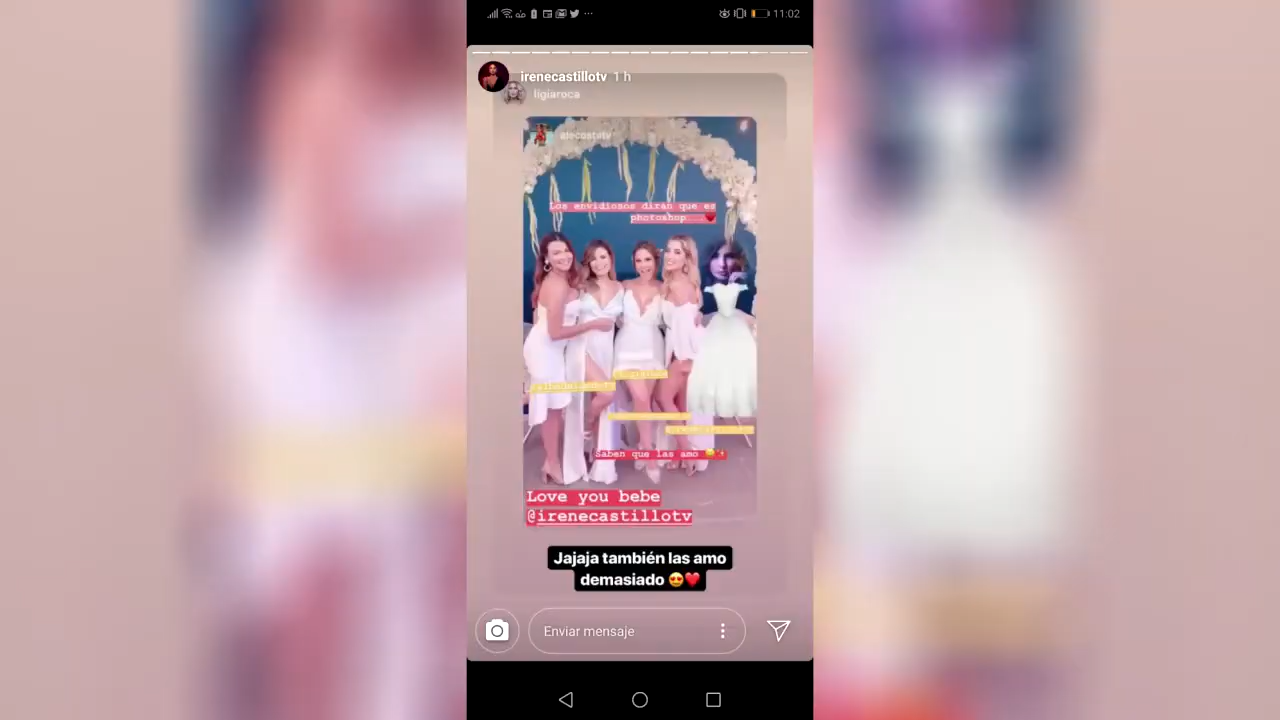 11:02
irenecastillotv 1 h
ligiaroca
alecostatv
Los envidiosos dirán que es
photoshop...
Saben que las amo
Love you bebe
@irenecastillotv
Jajaja también las amo
demasiado 😍❤️
Enviar mensaje